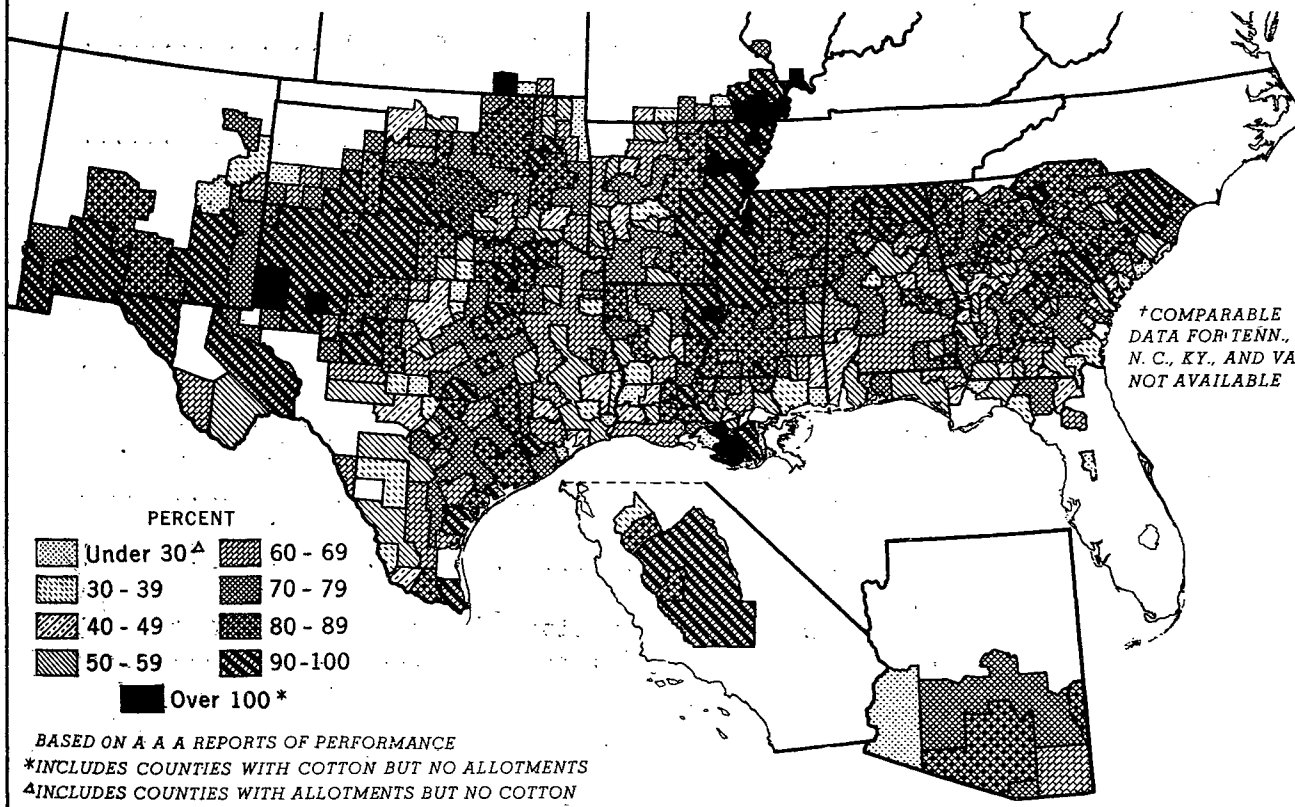 †COMPARABLE
DATA FOR TENN.,
N. C., KY., AND VA
NOT AVAILABLE
PERCENT
Under 30△
30 - 39
40 - 49
50 - 59
60 - 69
70 - 79
80 - 89
90-100
Over 100 *
BASED ON A A A REPORTS OF PERFORMANCE
*INCLUDES COUNTIES WITH COTTON BUT NO ALLOTMENTS
△INCLUDES COUNTIES WITH ALLOTMENTS BUT NO COTTON